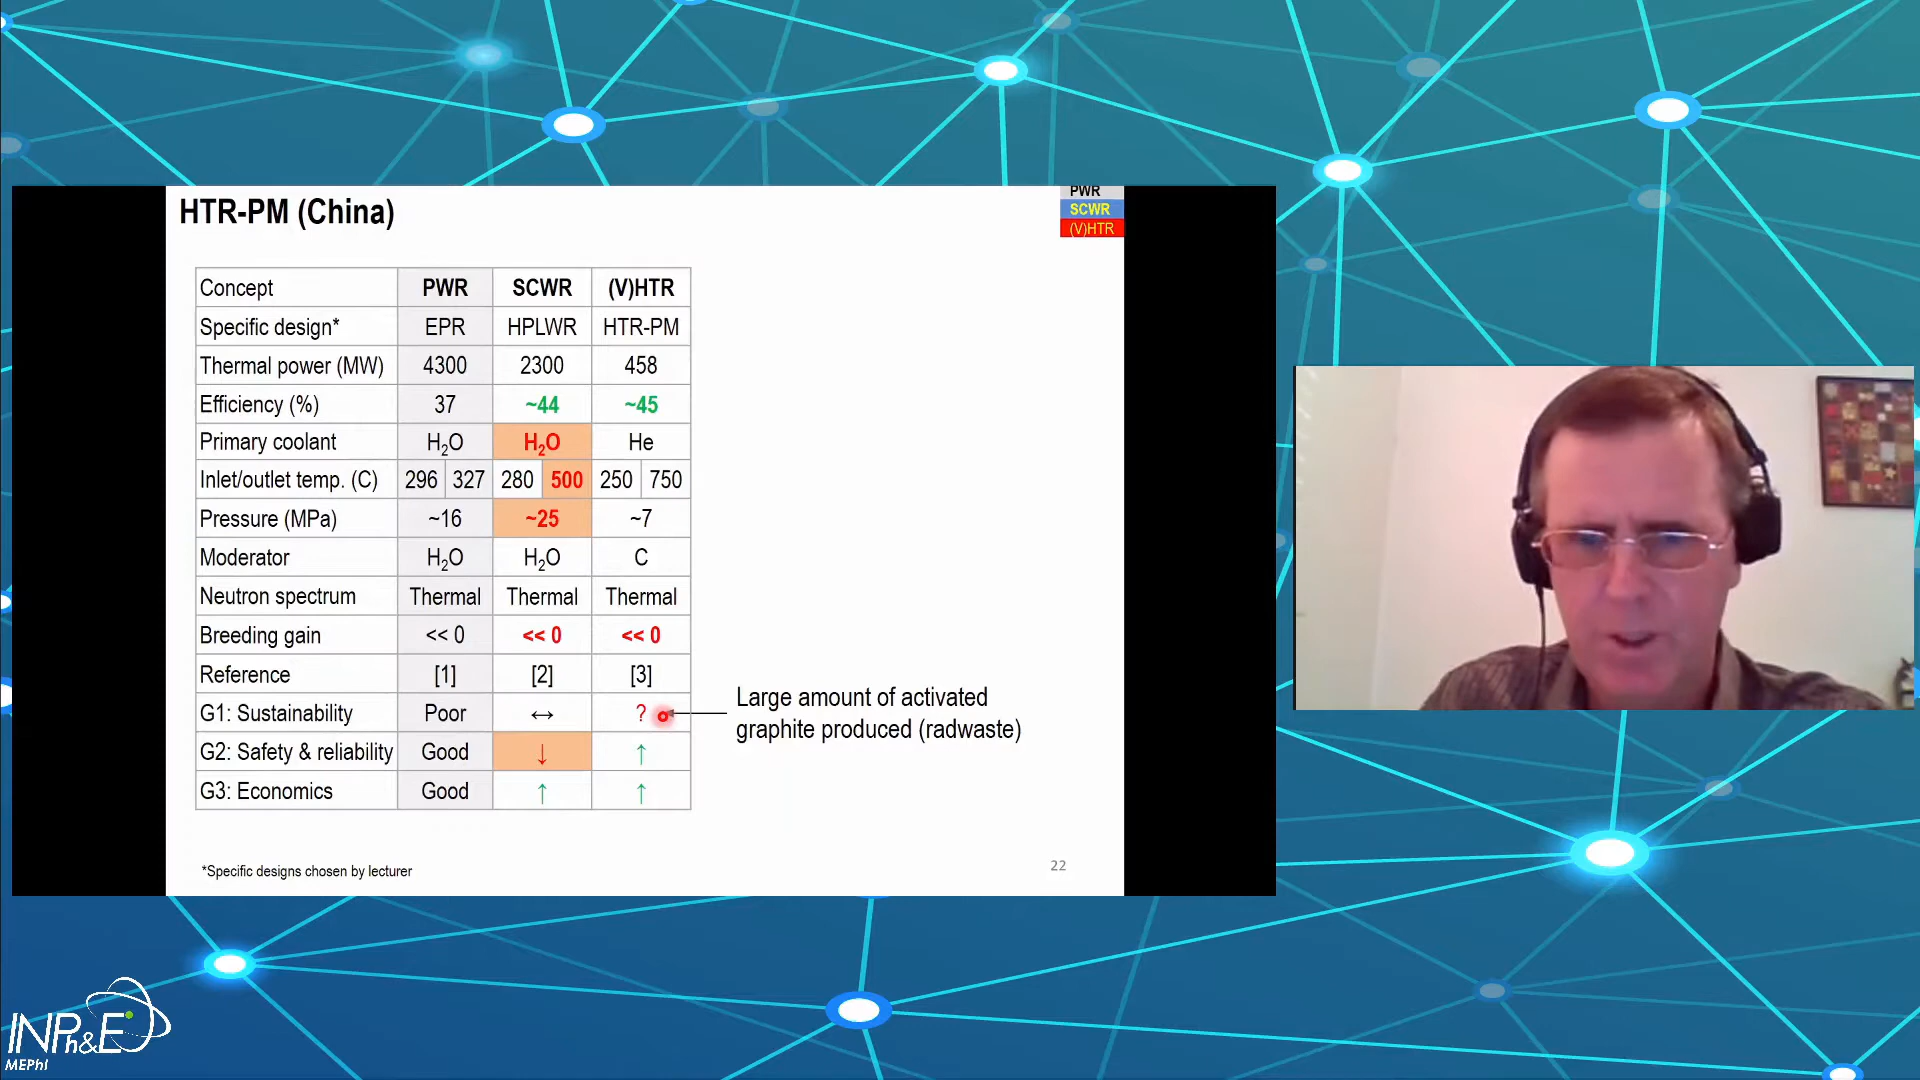 HTR-PM (China)
PWR
SCWR
(V)HTR
Concept PWR SCWR (V)HTR
Specific design* EPR HPLWR HTR-PM
Thermal power (MW) 4300 2300 458
Efficiency (%) 37 ~44 ~45
Primary coolant H₂O H₂O He
Inlet/outlet temp. (C) 296 327 280 500 250 750
Pressure (MPa) ~16 ~25 ~7
Moderator H₂O H₂O C
Neutron spectrum Thermal Thermal Thermal
Breeding gain << 0 << 0 << 0
Reference [1] [2] [3]
G1: Sustainability Poor ↔ ?
G2: Safety & reliability Good ↓ ↑
G3: Economics Good ↑ ↑
Large amount of activated
graphite produced (radwaste)
*Specific designs chosen by lecturer
22
INPh&E
MEPhI